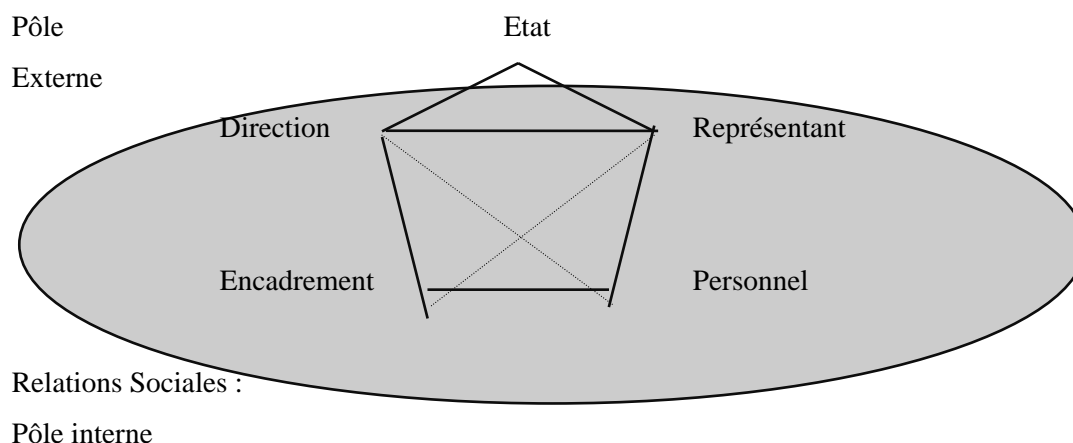 Pôle Etat
Externe
Direction Représentant
Encadrement Personnel
Relations Sociales :
Pôle interne